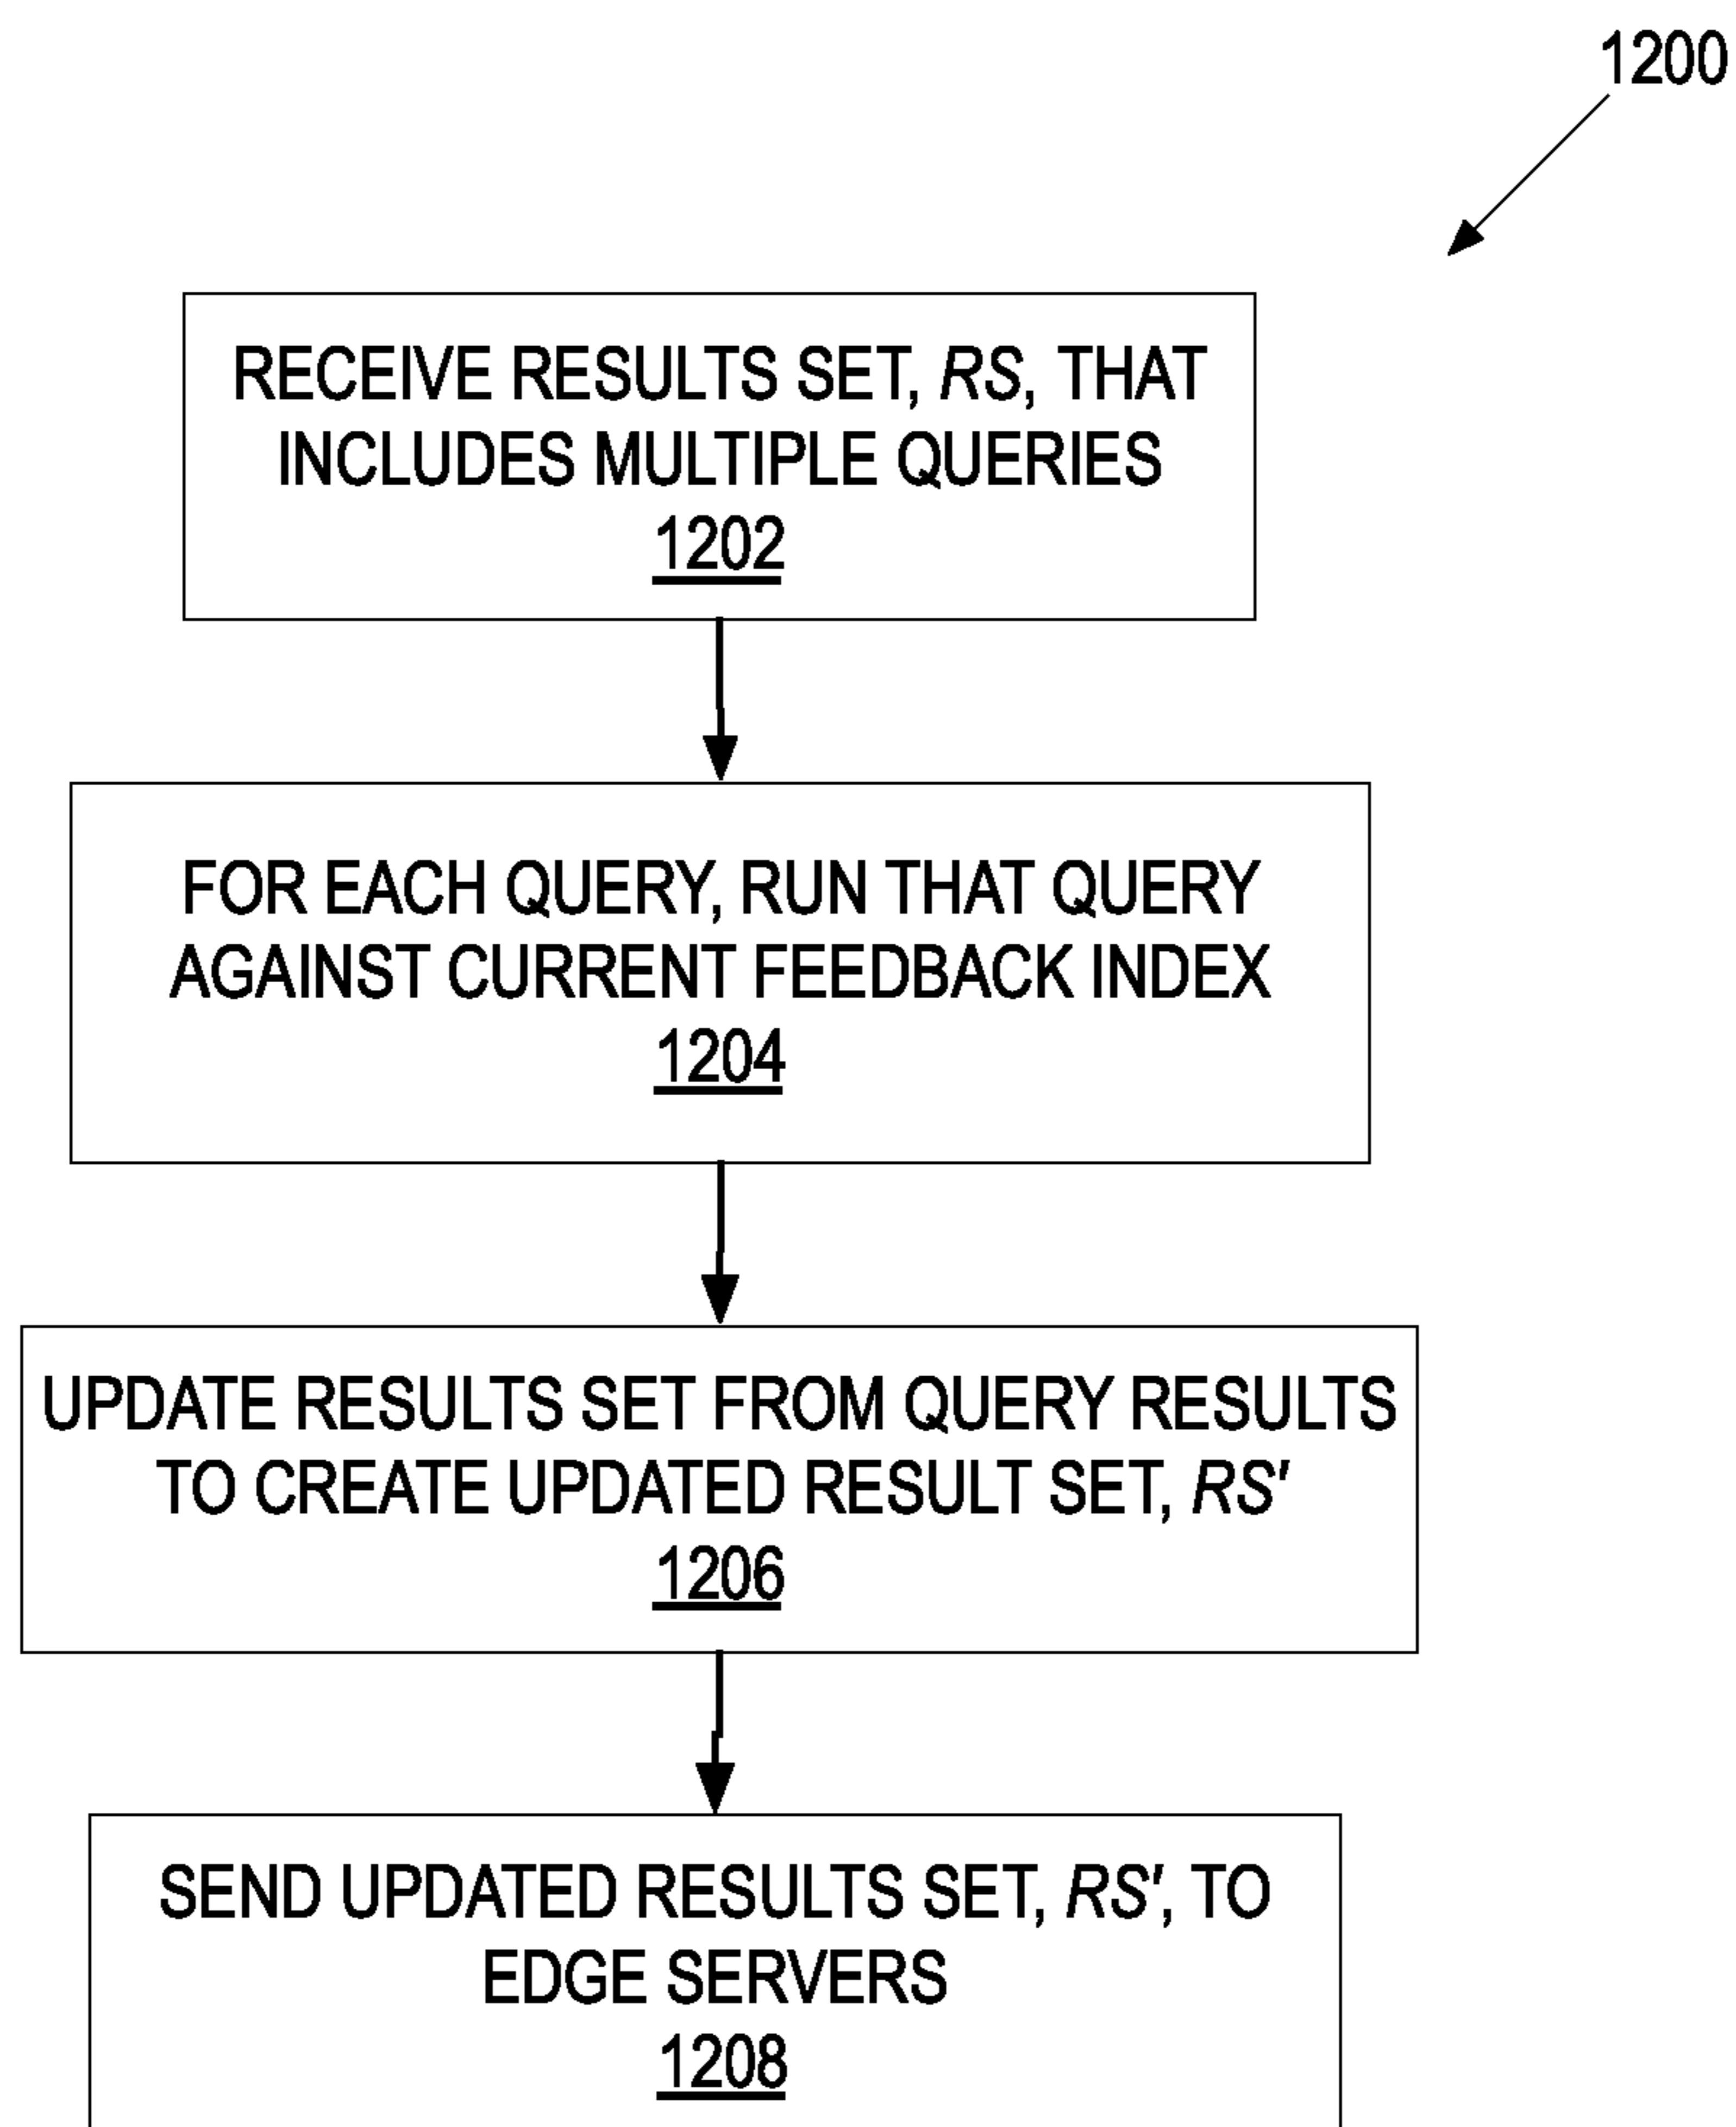 1200
RECEIVE RESULTS SET, RS, THAT
INCLUDES MULTIPLE QUERIES
1202
FOR EACH QUERY, RUN THAT QUERY
AGAINST CURRENT FEEDBACK INDEX
1204
UPDATE RESULTS SET FROM QUERY RESULTS
TO CREATE UPDATED RESULT SET, RS'
1206
SEND UPDATED RESULTS SET, RS', TO
EDGE SERVERS
1208